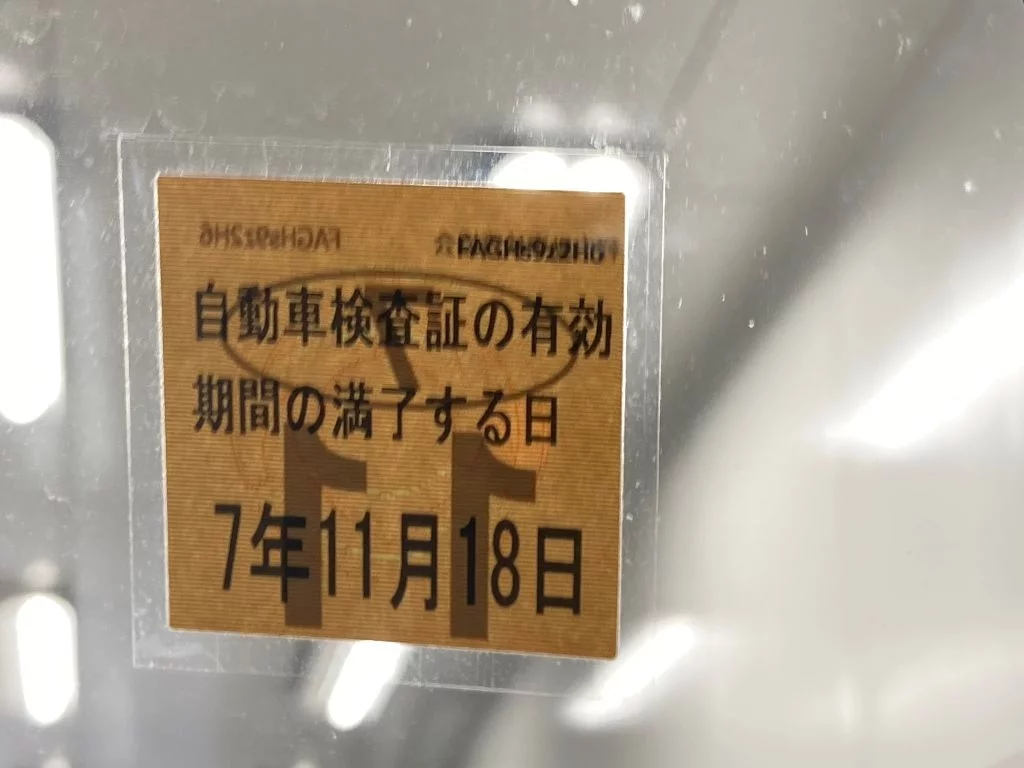 自動車検査証の有効
期間の満了する日
7年11月18日